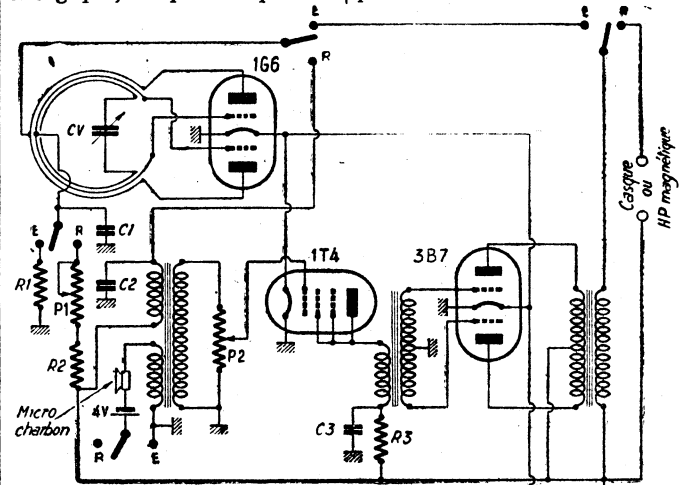 E
E R
R
1G6
CV
Casque
ou
HP magnétique
E R
C1
1T4
3B7
R1
P1
C2
P2
R2
Micro
charbon
4V
C3
R3
R E